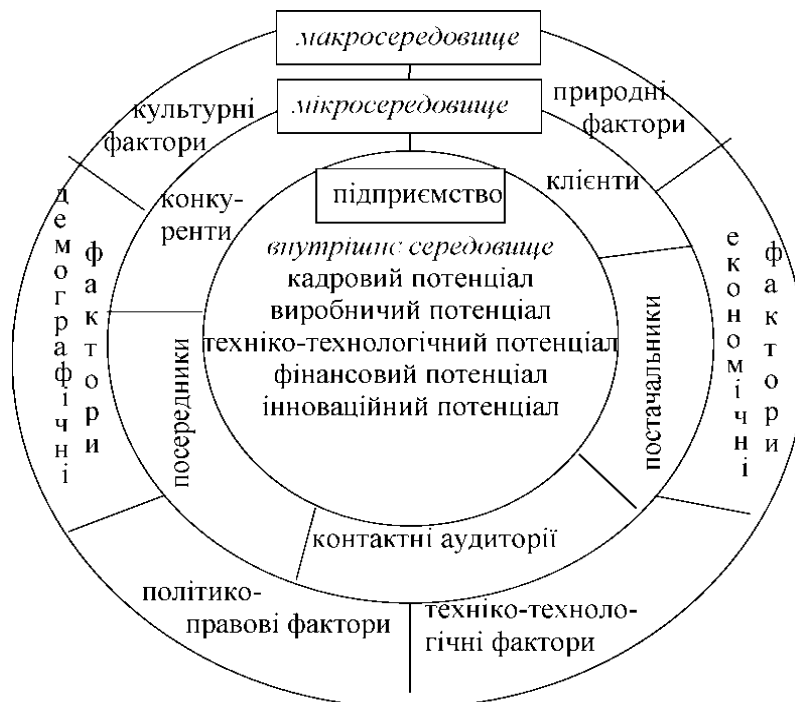 макросередовище
мікросередовище
культурні
фактори
природні
фактори
конку-
ренти
клієнти
підприємство
внутрішнє середовище
кадровий потенціал
виробничий потенціал
техніко-технологічний потенціал
фінансовий потенціал
інноваційний потенціал
демографічні
фактори
економічні
фактори
посередники
постачальники
контактні аудиторії
політико-
правові фактори
техніко-техноло-
гічні фактори